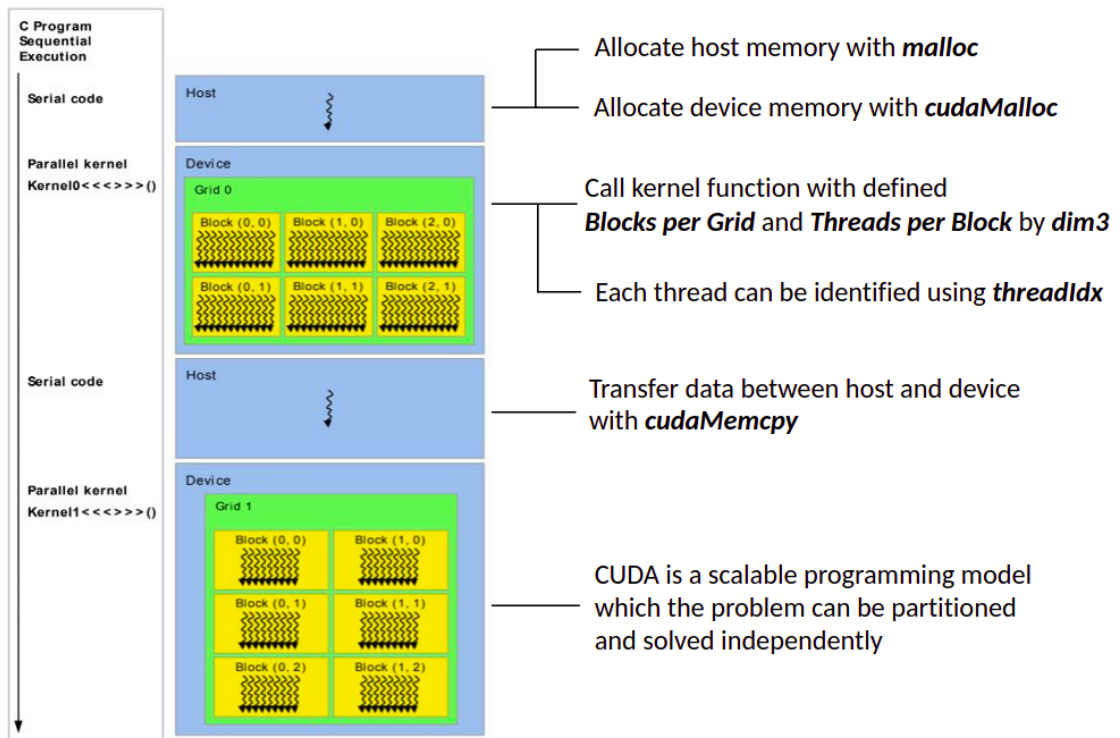 C Program
Sequential
Execution
Serial code
Host
Allocate host memory with malloc
Allocate device memory with cudaMalloc
Parallel kernel
Kernel0<<<>>>()
Device
Grid 0
Block (0, 0)
Block (1, 0)
Block (2, 0)
Block (0, 1)
Block (1, 1)
Block (2, 1)
Call kernel function with defined
Blocks per Grid and Threads per Block by dim3
Each thread can be identified using threadIdx
Serial code
Host
Transfer data between host and device
with cudaMemcpy
Parallel kernel
Kernel1<<<>>>()
Device
Grid 1
Block (0, 0)
Block (1, 0)
Block (0, 1)
Block (1, 1)
Block (0, 2)
Block (1, 2)
CUDA is a scalable programming model
which the problem can be partitioned
and solved independently